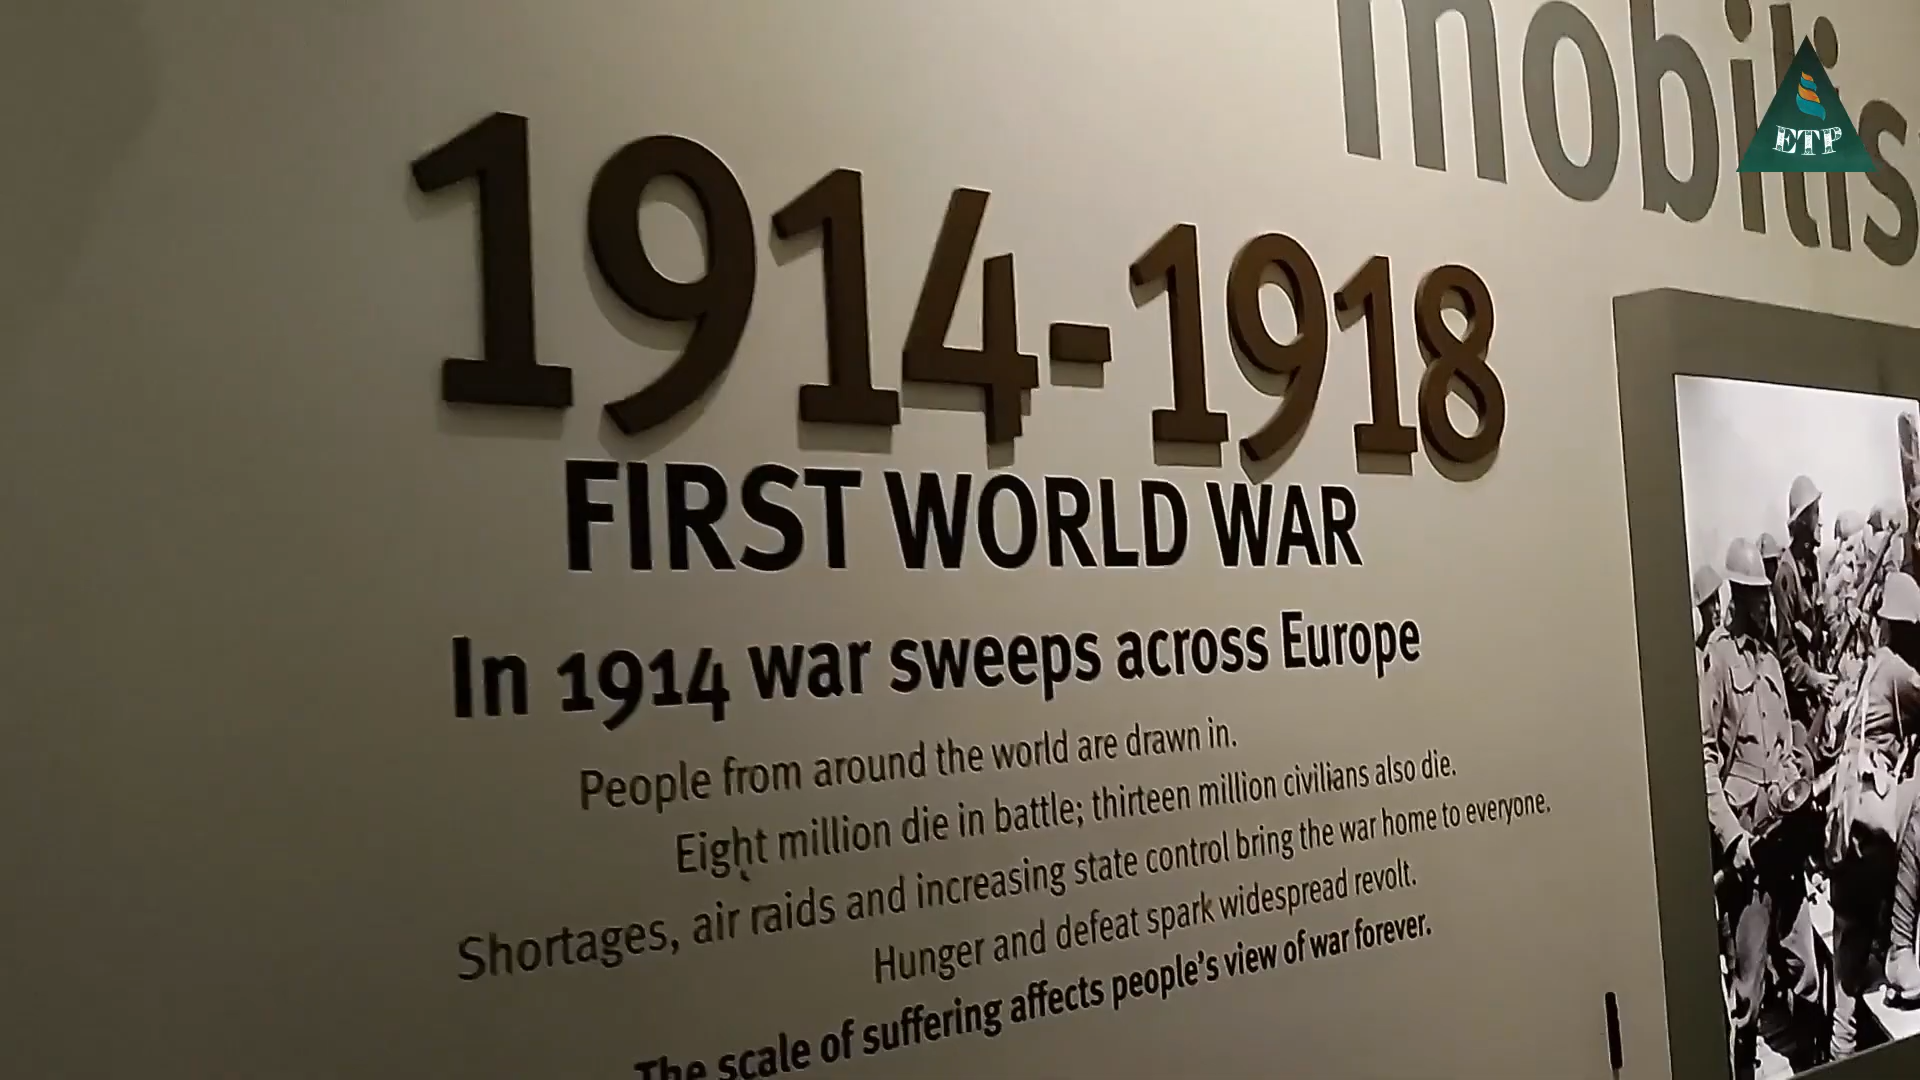 mobilis
ETP
1914-1918
FIRST WORLD WAR
In 1914 war sweeps across Europe
People from around the world are drawn in.
Eight million die in battle; thirteen million civilians also die.
Shortages, air raids and increasing state control bring the war home to everyone.
Hunger and defeat spark widespread revolt.
The scale of suffering affects people's view of war forever.